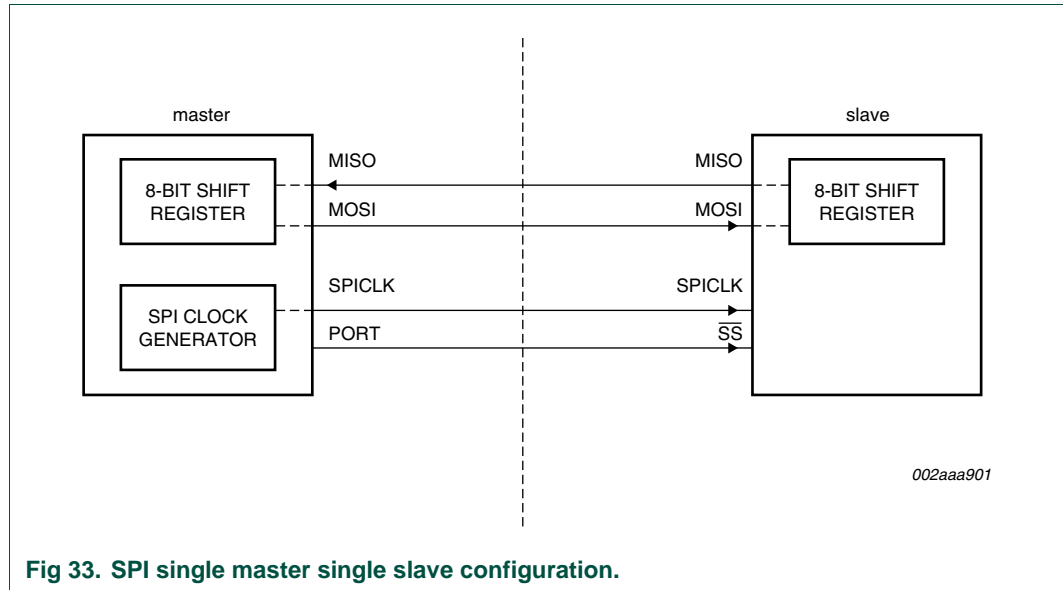 master
slave
MISO
MISO
8-BIT SHIFT
REGISTER
8-BIT SHIFT
REGISTER
MOSI
MOSI
SPICLK
SPICLK
SPI CLOCK
GENERATOR
PORT
S̅S̅
002aaa901
Fig 33. SPI single master single slave configuration.